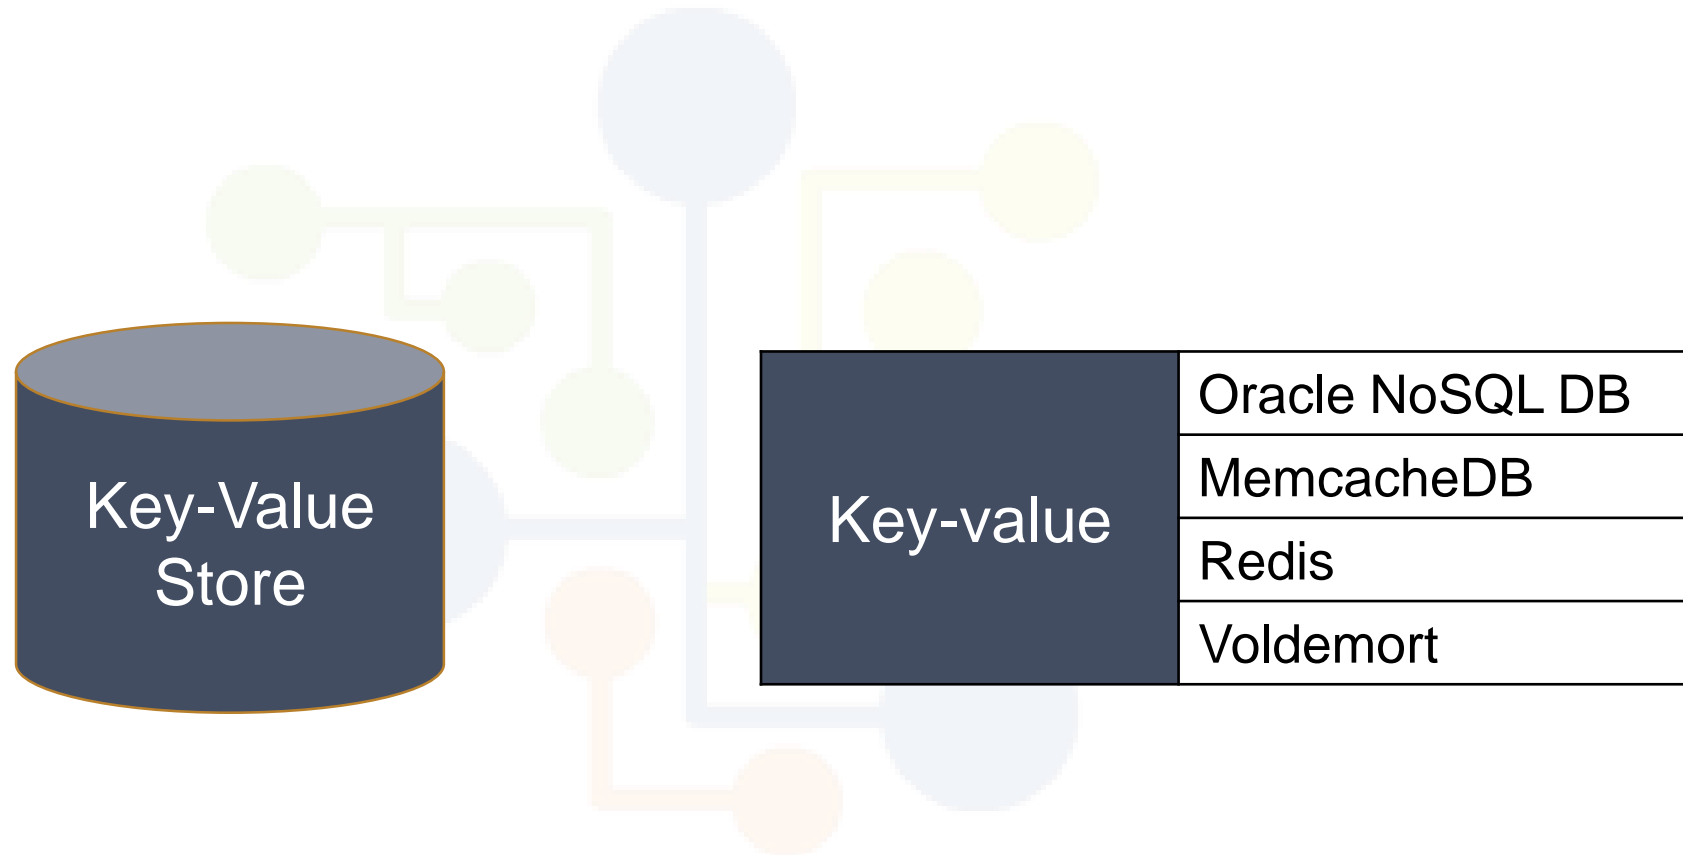 Key-Value
Store
Key-value
Oracle NoSQL DB
MemcacheDB
Redis
Voldemort